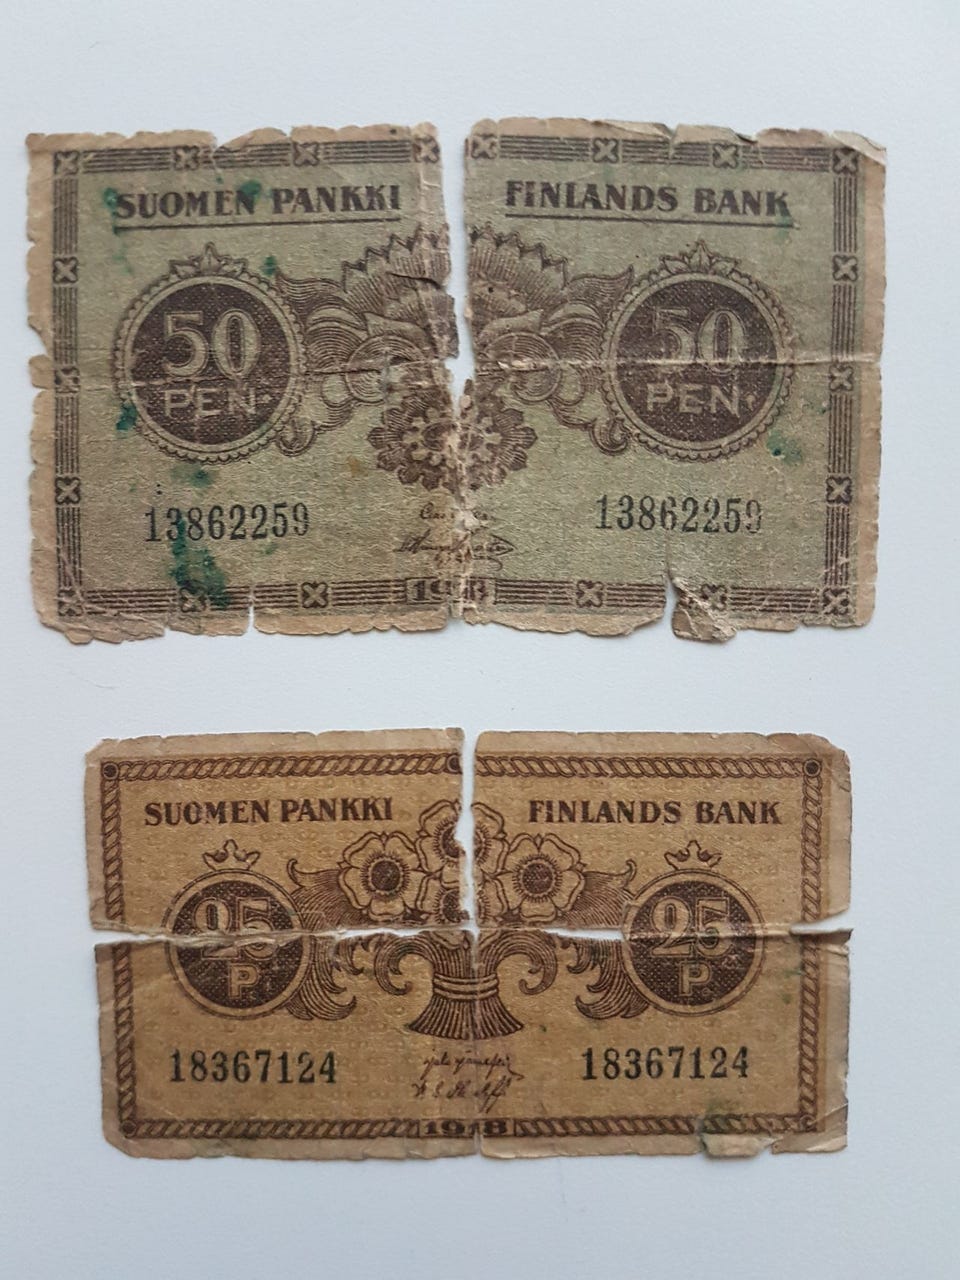 SUOMEN PANKKI FINLANDS BANK
50 50
PEN. PEN.
13862259 13862259
1918
SUOMEN PANKKI FINLANDS BANK
25 25
P P
18367124 18367124
1918